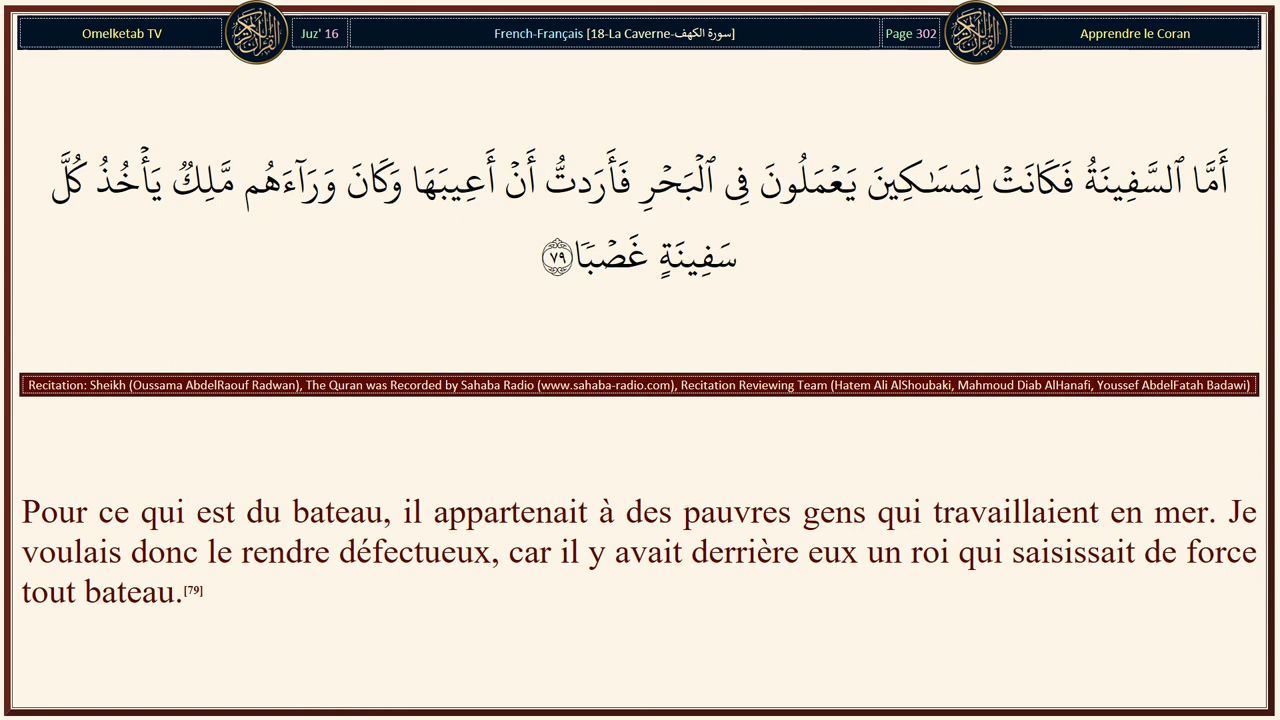 Omelketab TV
Juz' 16
French-Français [18-La Caverne-سورة الكهف]
Page 302
Apprendre le Coran
أَمَّا ٱلسَّفِينَةُ فَكَانَتۡ لِمَسَٰكِينَ يَعۡمَلُونَ فِي ٱلۡبَحۡرِ فَأَرَدتُّ أَنۡ أَعِيبَهَا وَكَانَ وَرَآءَهُم مَّلِكٞ يَأۡخُذُ كُلَّ
سَفِينَةٍ غَصۡبٗا ٧٩
Recitation: Sheikh (Oussama AbdelRaouf Radwan), The Quran was Recorded by Sahaba Radio (www.sahaba-radio.com), Recitation Reviewing Team (Hatem Ali AlShoubaki, Mahmoud Diab AlHanafi, Youssef AbdelFatah Badawi)
Pour ce qui est du bateau, il appartenait à des pauvres gens qui travaillaient en mer. Je
voulais donc le rendre défectueux, car il y avait derrière eux un roi qui saisissait de force
tout bateau.[79]